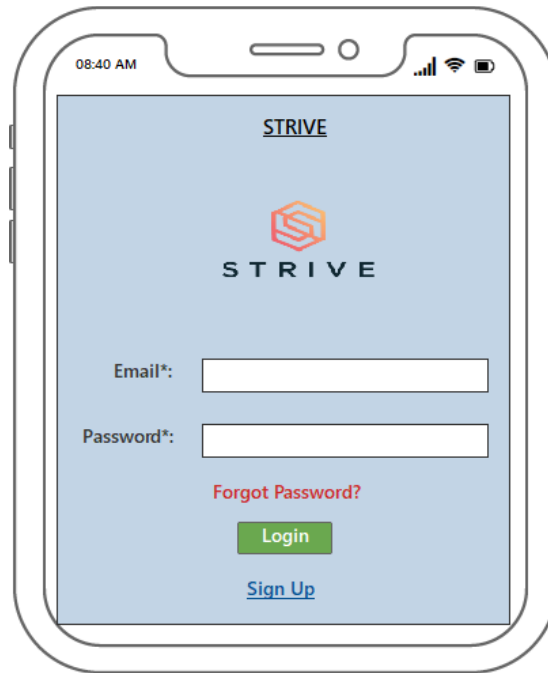 08:40 AM
STRIVE
STRIVE
Email*:
Password*:
Forgot Password?
Login
Sign Up